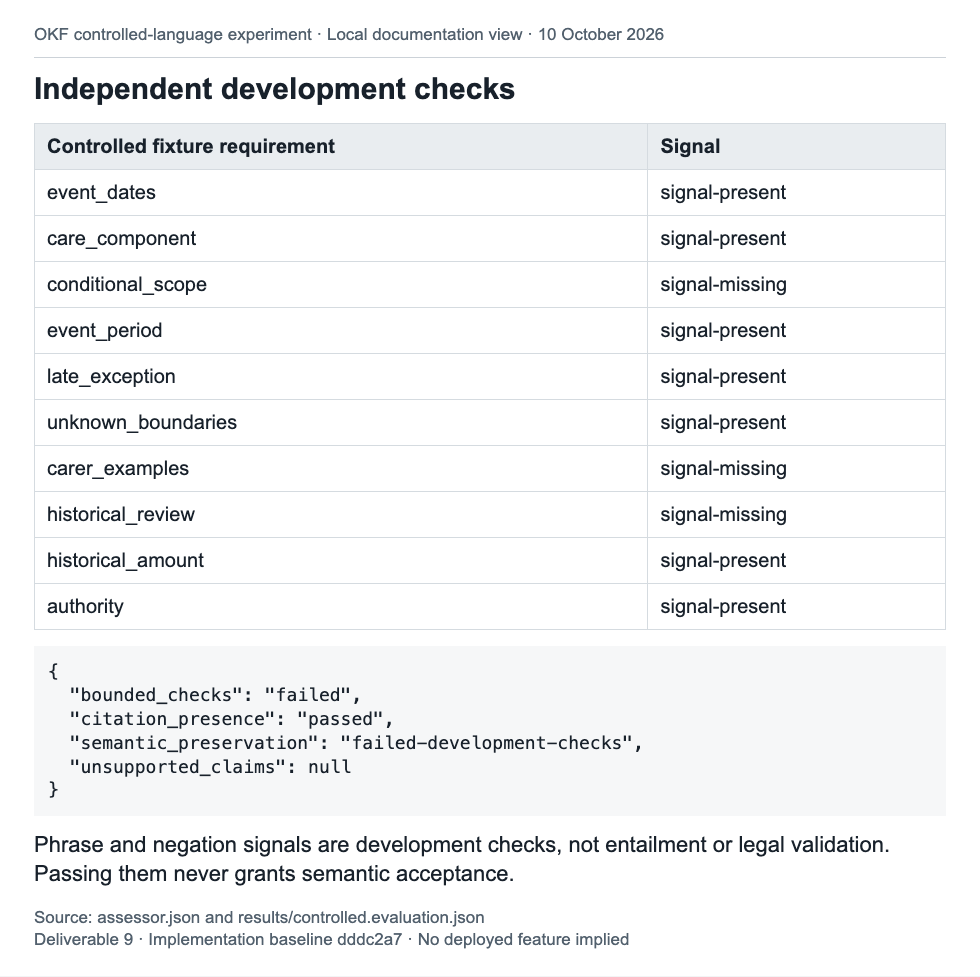 OKF controlled-language experiment · Local documentation view · 10 October 2026
Independent development checks
Controlled fixture requirement Signal
event_dates signal-present
care_component signal-present
conditional_scope signal-missing
event_period signal-present
late_exception signal-present
unknown_boundaries signal-present
carer_examples signal-missing
historical_review signal-missing
historical_amount signal-present
authority signal-present
{
  "bounded_checks": "failed",
  "citation_presence": "passed",
  "semantic_preservation": "failed-development-checks",
  "unsupported_claims": null
}
Phrase and negation signals are development checks, not entailment or legal validation.
Passing them never grants semantic acceptance.
Source: assessor.json and results/controlled.evaluation.json
Deliverable 9 · Implementation baseline dddc2a7 · No deployed feature implied